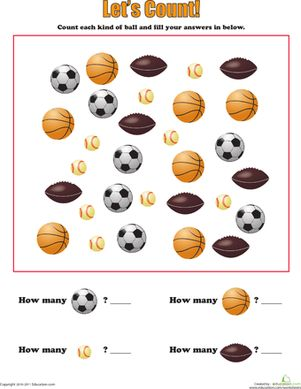 Let's Count!
Count each kind of ball and fill your answers in below.
How many ? ____
How many ? ____
How many ? ____
How many ? ____